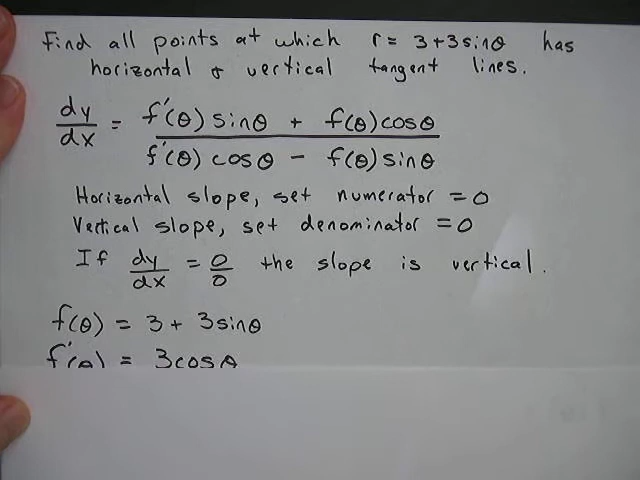 Find all points at which r = 3+3sinθ has
horizontal & vertical tangent lines.
dy/dx = f'(θ) sinθ + f(θ) cosθ / f'(θ) cosθ - f(θ) sinθ
Horizontal slope, set numerator = 0
Vertical slope, set denominator = 0
If dy/dx = 0/0 the slope is vertical.
f(θ) = 3 + 3sinθ
f'(θ) = 3cosθ